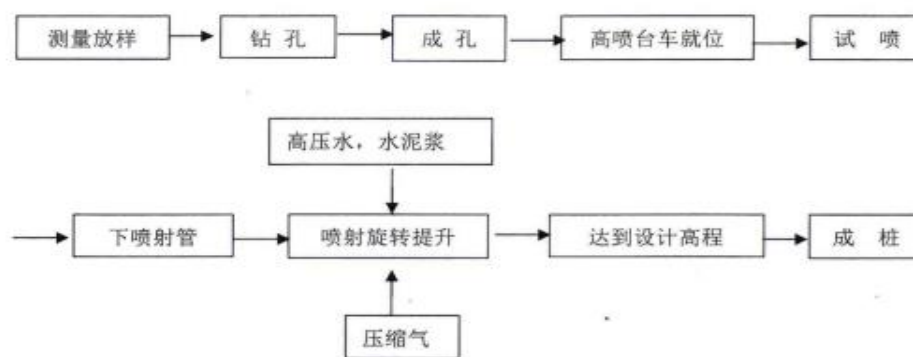 测量放样
钻 孔
成 孔
高喷台车就位
试 喷
高压水，水泥浆
下喷射管
喷射旋转提升
达到设计高程
成 桩
压缩气